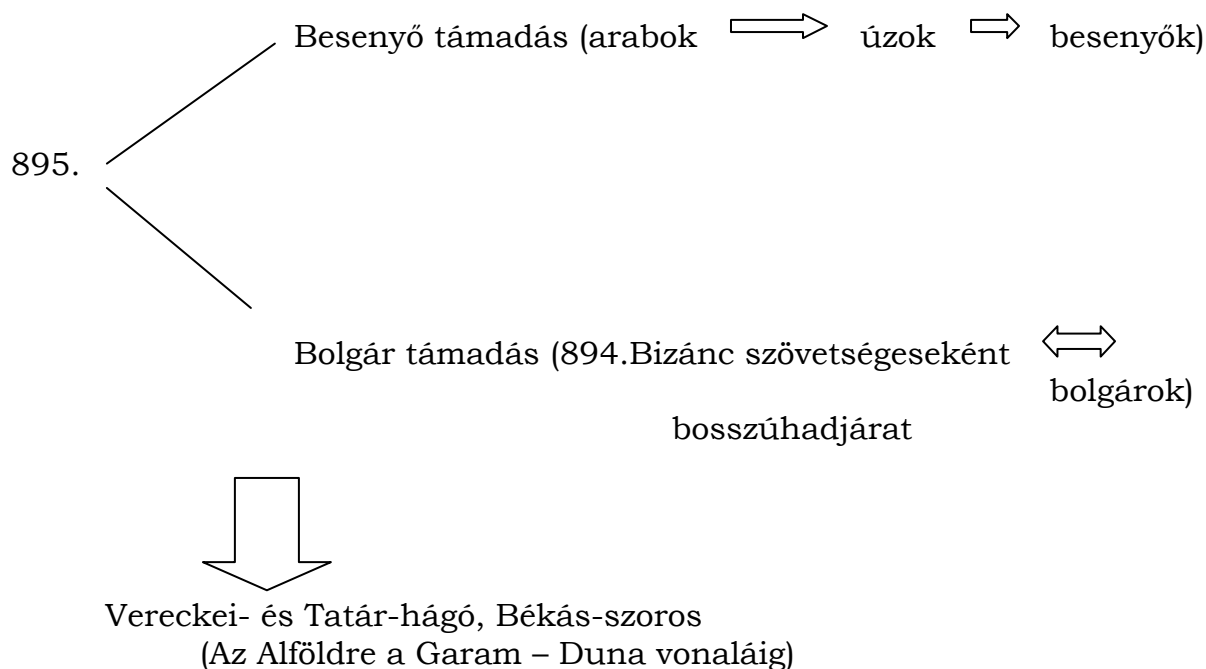 Besenyő támadás (arabok úzok besenyők)
895.
Bolgár támadás (894.Bizánc szövetségeseként
bolgárok)
bosszúhadjárat
Vereckei- és Tatár-hágó, Békás-szoros
(Az Alföldre a Garam – Duna vonaláig)